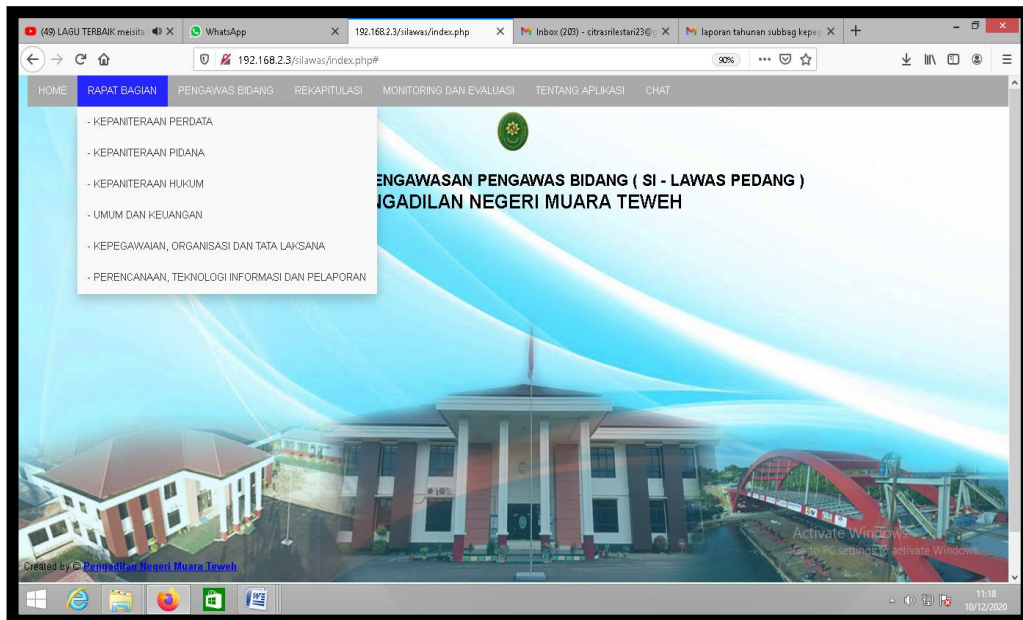 (49) LAGU TERBAIK meisita
WhatsApp
192.168.2.3/silawas/index.php
Inbox (203) - citrasrilestari23@g
laporan tahunan subbag kepeg
192.168.2.3/silawas/index.php#
90%
HOME RAPAT BAGIAN PENGAWAS BIDANG REKAPITULASI MONITORING DAN EVALUASI TENTANG APLIKASI CHAT
- KEPANITERAAN PERDATA
- KEPANITERAAN PIDANA
- KEPANITERAAN HUKUM
- UMUM DAN KEUANGAN
- KEPEGAWAIAN, ORGANISASI DAN TATA LAKSANA
- PERENCANAAN, TEKNOLOGI INFORMASI DAN PELAPORAN
ENGAWASAN PENGAWAS BIDANG ( SI - LAWAS PEDANG )
NGADILAN NEGERI MUARA TEWEH
Activate Windows
Go to PC settings to activate Windows.
Created by © Pengadilan Negeri Muara Teweh
11:18
10/12/2020